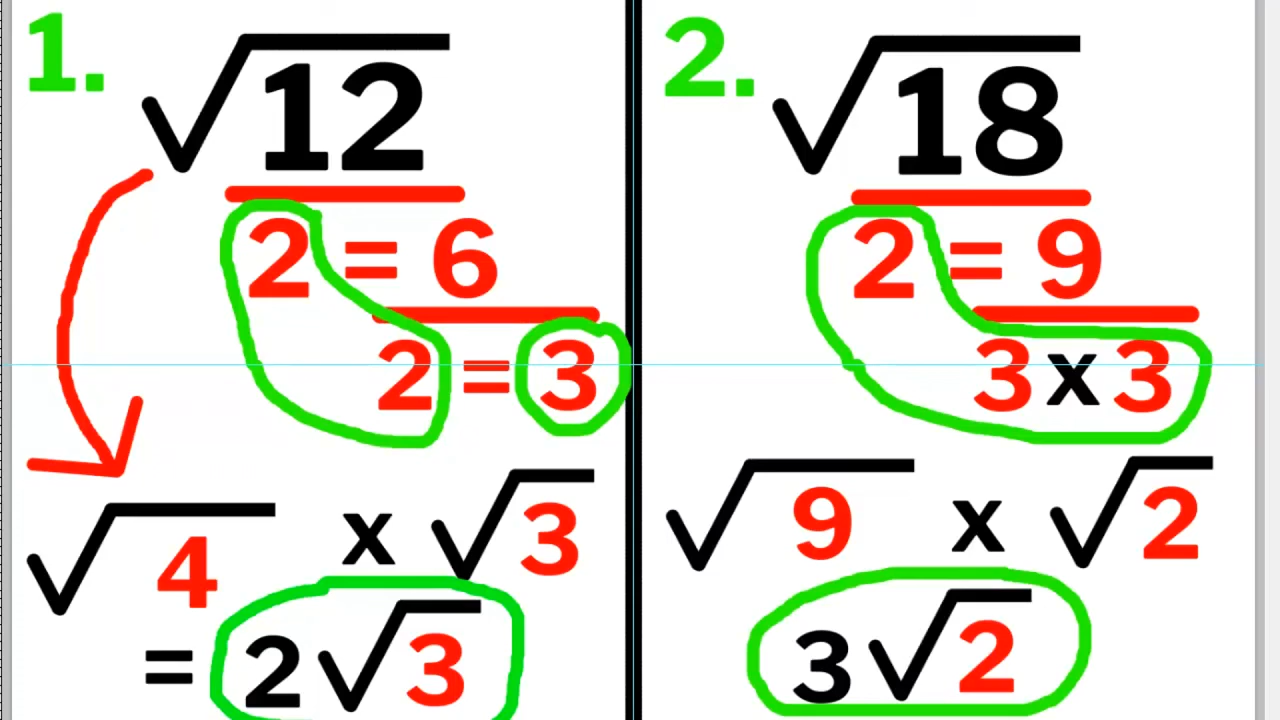 1.
√12
2 = 6
2 = 3
√4 x √3
= 2√3
2.
√18
2 = 9
3 x 3
√9 x √2
3√2